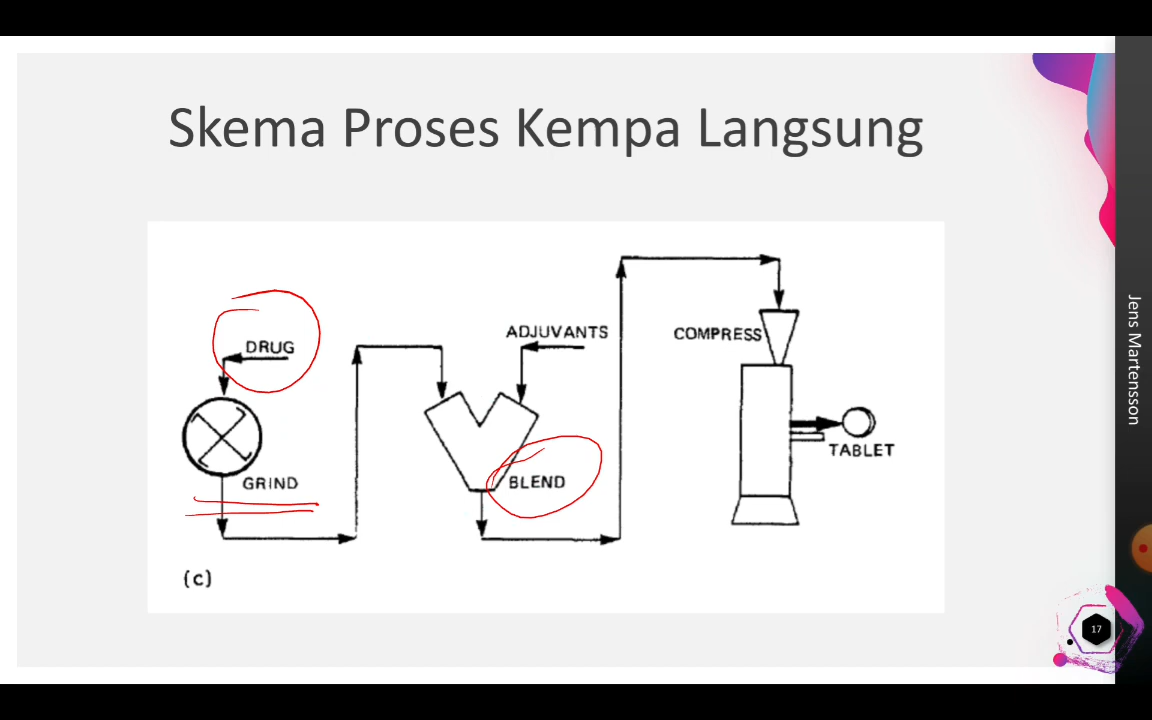 Skema Proses Kempa Langsung
DRUG
GRIND
ADJUVANTS
BLEND
COMPRESS
TABLET
(c)
Jens Martensson
17